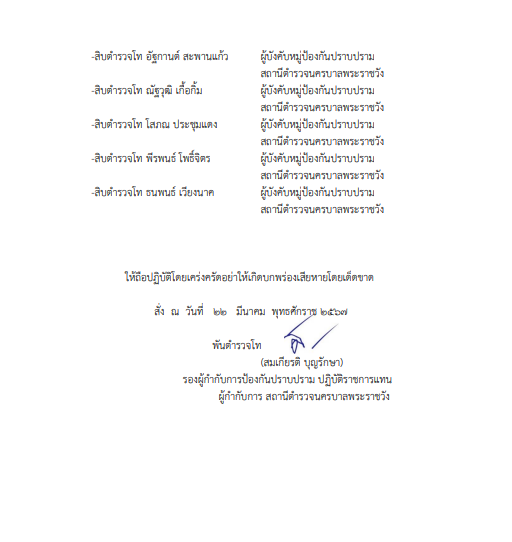 -สิบตำรวจโท อัฐกานต์ สะพานแก้ว ผู้บังคับหมู่ป้องกันปราบปราม
สถานีตำรวจนครบาลพระราชวัง
-สิบตำรวจโท ณัฐวุฒิ เกื้อกิ้ม ผู้บังคับหมู่ป้องกันปราบปราม
สถานีตำรวจนครบาลพระราชวัง
-สิบตำรวจโท โสภณ ประชุมแดง ผู้บังคับหมู่ป้องกันปราบปราม
สถานีตำรวจนครบาลพระราชวัง
-สิบตำรวจโท พีรพนธ์ โพธิ์จิตร ผู้บังคับหมู่ป้องกันปราบปราม
สถานีตำรวจนครบาลพระราชวัง
-สิบตำรวจโท ธนพนธ์ เวียงนาค ผู้บังคับหมู่ป้องกันปราบปราม
สถานีตำรวจนครบาลพระราชวัง
ให้ถือปฏิบัติโดยเคร่งครัดอย่าให้เกิดบกพร่องเสียหายโดยเด็ดขาด
สั่ง ณ วันที่ ๒๒ มีนาคม พุทธศักราช ๒๕๖๗
พันตำรวจโท
(สมเกียรติ บุญรักษา)
รองผู้กำกับการป้องกันปราบปราม ปฏิบัติราชการแทน
ผู้กำกับการ สถานีตำรวจนครบาลพระราชวัง